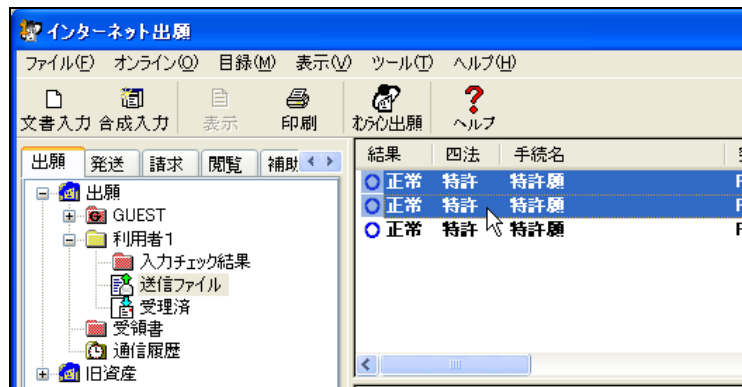 インターネット出願
ファイル(F) オンライン(O) 目録(M) 表示(V) ツール(T) ヘルプ(H)
文書入力 合成入力 表示 印刷 オンライン出願 ヘルプ
出願 発送 請求 閲覧 補助
結果 四法 手続名
出願
GUEST
利用者1
入力チェック結果
送信ファイル
受理済
受領書
通信履歴
旧資産
正常 特許 特許願
正常 特許 特許願
正常 特許 特許願